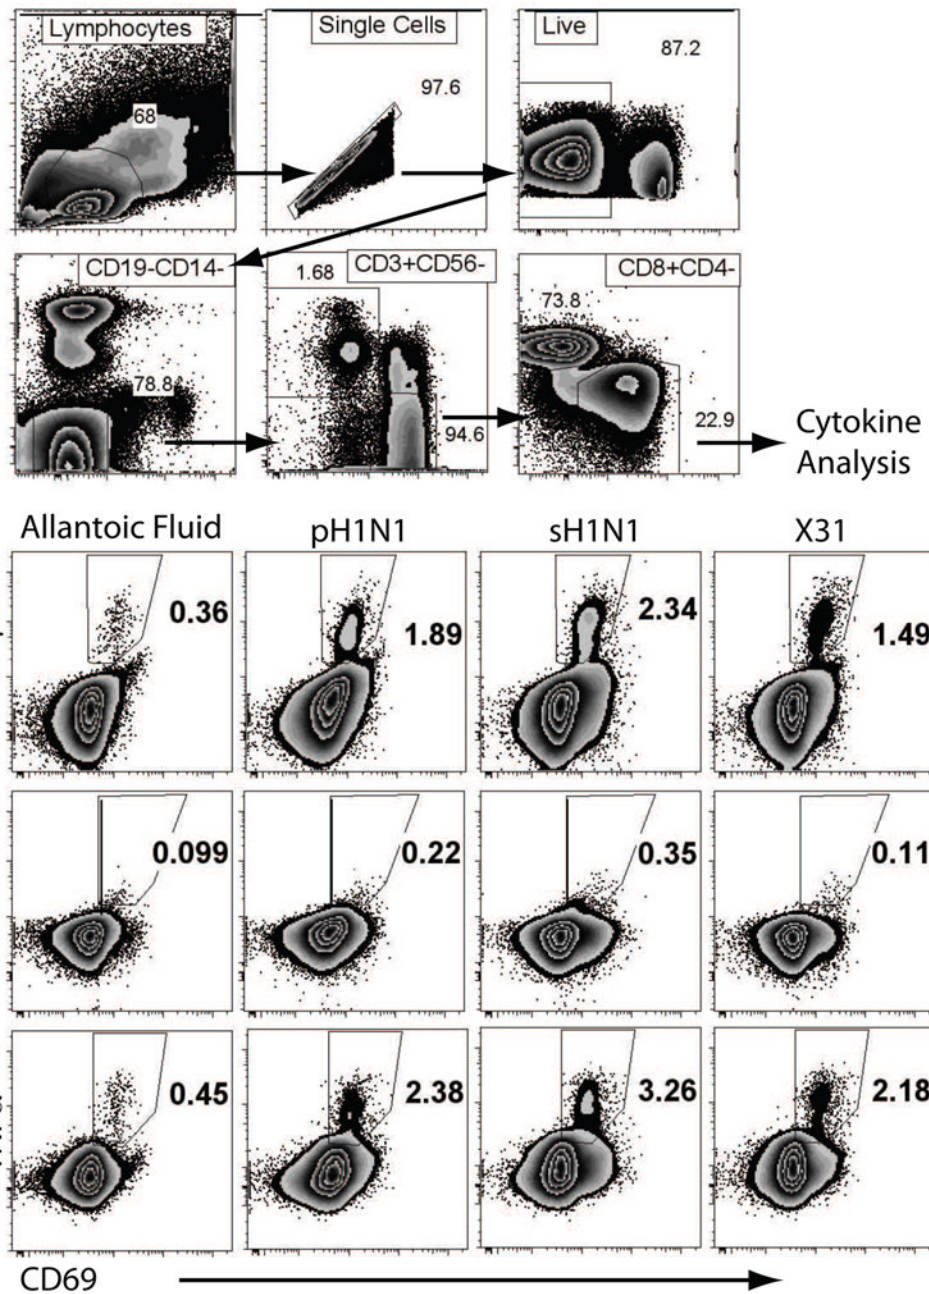 Lymphocytes
68
Single Cells
97.6
Live
87.2
CD19-CD14-
78.8
CD3+CD56-
1.68
94.6
CD8+CD4-
73.8
22.9
Cytokine
Analysis
Allantoic Fluid pH1N1 sH1N1 X31
0.36 1.89 2.34 1.49
0.099 0.22 0.35 0.11
0.45 2.38 3.26 2.18
CD69